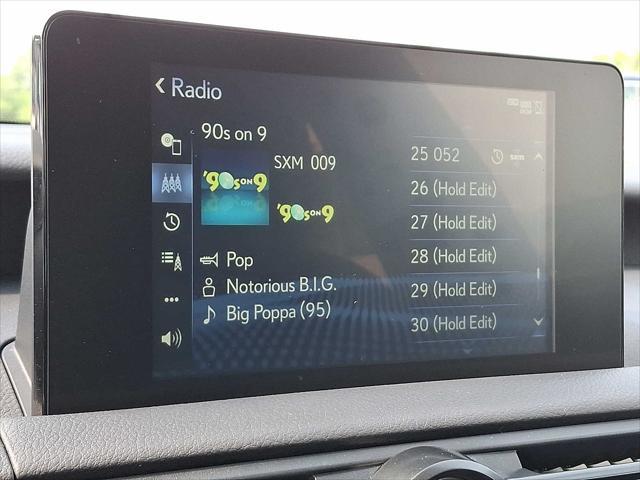 Radio
90s on 9
SXM 009
'90s ON 9
'90s ON 9
Pop
Notorious B.I.G.
Big Poppa (95)
25 052
sxm
26 (Hold Edit)
27 (Hold Edit)
28 (Hold Edit)
29 (Hold Edit)
30 (Hold Edit)